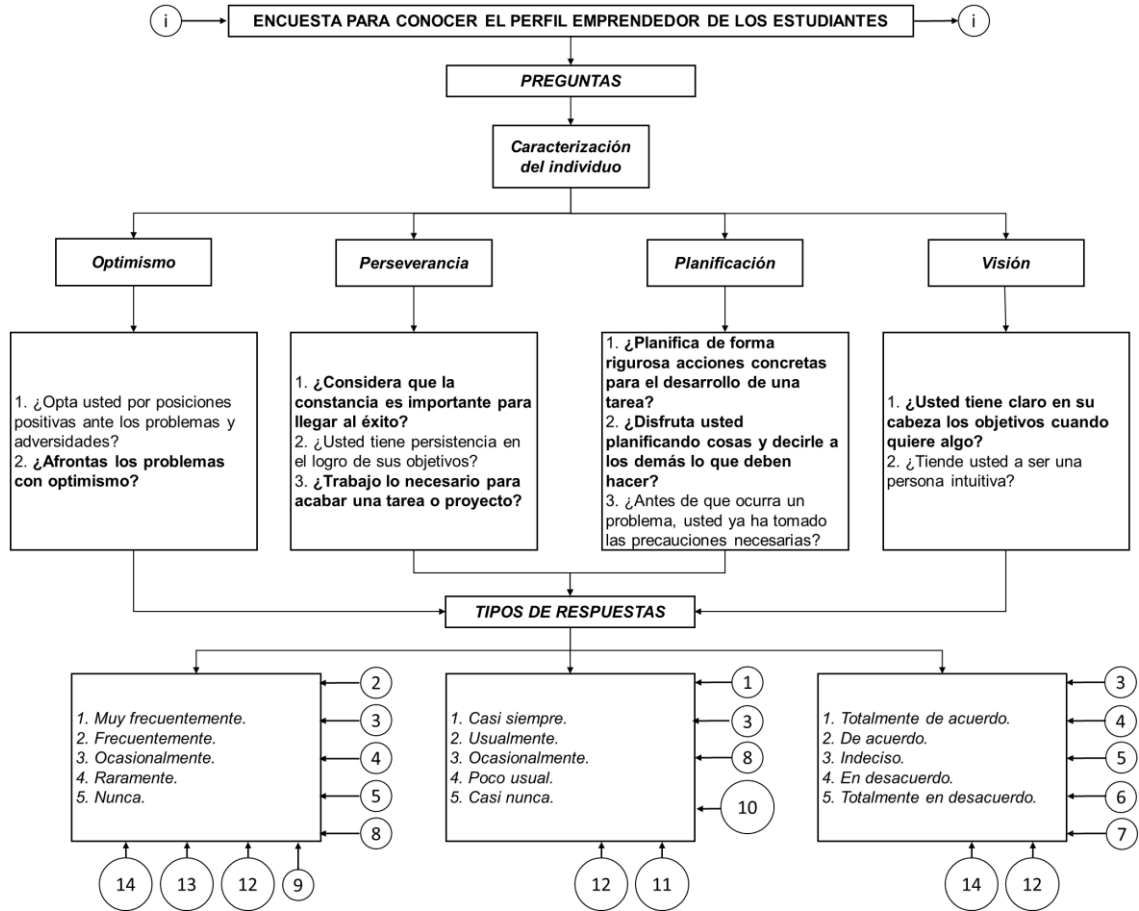 i
ENCUESTA PARA CONOCER EL PERFIL EMPRENDEDOR DE LOS ESTUDIANTES
i
PREGUNTAS
Caracterización
del individuo
Optimismo
Perseverancia
Planificación
Visión
1. ¿Opta usted por posiciones
positivas ante los problemas y
adversidades?
2. ¿Afrontas los problemas
con optimismo?
1. ¿Considera que la
constancia es importante para
llegar al éxito?
2. ¿Usted tiene persistencia en
el logro de sus objetivos?
3. ¿Trabajo lo necesario para
acabar una tarea o proyecto?
1. ¿Planifica de forma
rigurosa acciones concretas
para el desarrollo de una
tarea?
2. ¿Disfruta usted
planificando cosas y decirle a
los demás lo que deben
hacer?
3. ¿Antes de que ocurra un
problema, usted ya ha tomado
las precauciones necesarias?
1. ¿Usted tiene claro en su
cabeza los objetivos cuando
quiere algo?
2. ¿Tiende usted a ser una
persona intuitiva?
TIPOS DE RESPUESTAS
1. Muy frecuentemente.
2. Frecuentemente.
3. Ocasionalmente.
4. Raramente.
5. Nunca.
2
3
4
5
8
14
13
12
9
1. Casi siempre.
2. Usualmente.
3. Ocasionalmente.
4. Poco usual.
5. Casi nunca.
1
3
8
10
12
11
1. Totalmente de acuerdo.
2. De acuerdo.
3. Indeciso.
4. En desacuerdo.
5. Totalmente en desacuerdo.
3
4
5
6
7
14
12